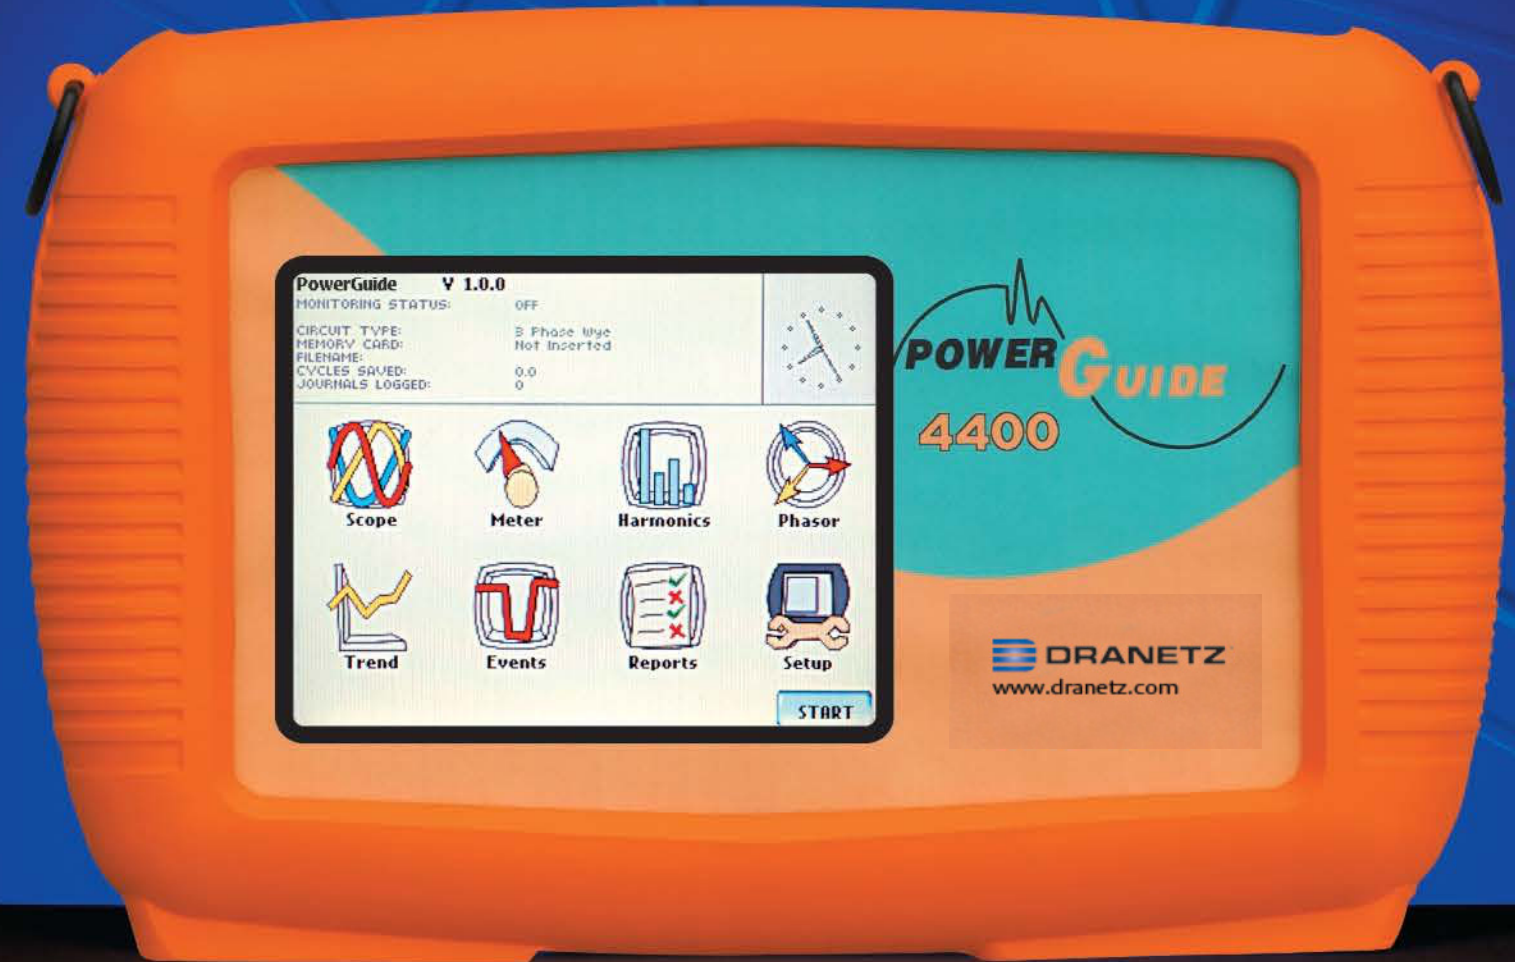 PowerGuide V 1.0.0
MONITORING STATUS: OFF
CIRCUIT TYPE: 3 Phase Wye
MEMORY CARD: Not Inserted
FILENAME:
CYCLES SAVED: 0.0
JOURNALS LOGGED: 0
Scope Meter Harmonics Phasor
Trend Events Reports Setup
START
POWERGUIDE
4400
DRANETZ
www.dranetz.com